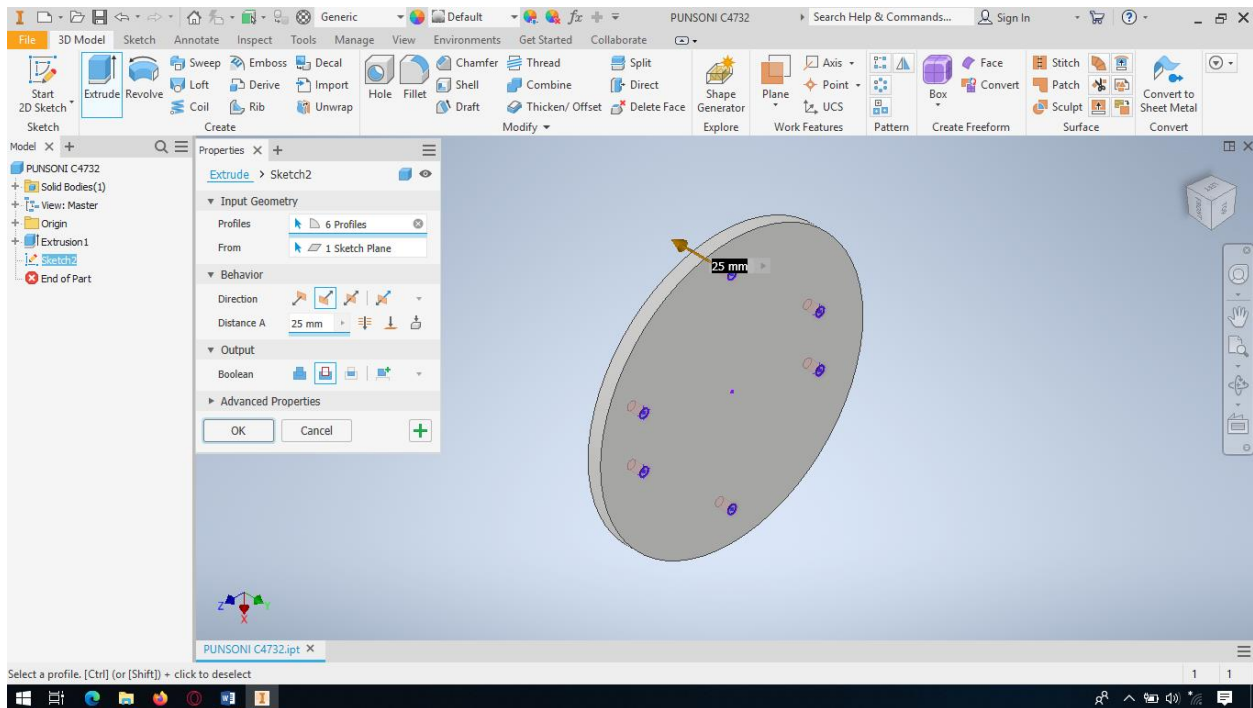 Generic
Default
fx
PUNSONI C4732
Search Help & Commands...
Sign In
File 3D Model Sketch Annotate Inspect Tools Manage View Environments Get Started Collaborate
Start 2D Sketch
Extrude
Revolve
Sweep Emboss Decal
Loft Derive Import
Coil Rib Unwrap
Hole
Fillet
Chamfer Thread Split
Shell Combine Direct
Draft Thicken/ Offset Delete Face
Shape Generator
Plane
Axis
Point
UCS
Box
Face
Convert
Stitch
Patch
Sculpt
Convert to Sheet Metal
Sketch Create Modify Explore Work Features Pattern Create Freeform Surface Convert
Model
PUNSONI C4732
Solid Bodies(1)
View: Master
Origin
Extrusion1
Sketch2
End of Part
Properties
Extrude > Sketch2
Input Geometry
Profiles 6 Profiles
From 1 Sketch Plane
Behavior
Direction
Distance A 25 mm
Output
Boolean
Advanced Properties
OK Cancel
25 mm
Z Y
X
PUNSONI C4732.ipt
Select a profile. [Ctrl] (or [Shift]) + click to deselect
1 1